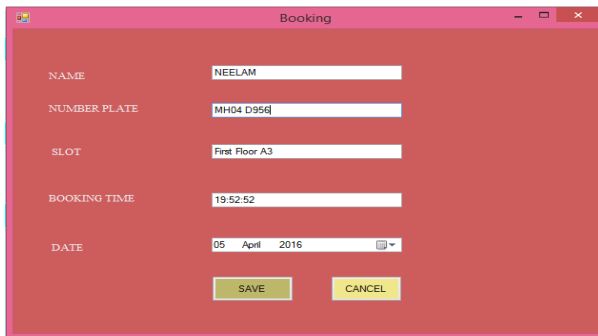 Booking
NAME NEELAM
NUMBER PLATE MH04 D956
SLOT First Floor A3
BOOKING TIME 19:52:52
DATE 05 April 2016
SAVE CANCEL